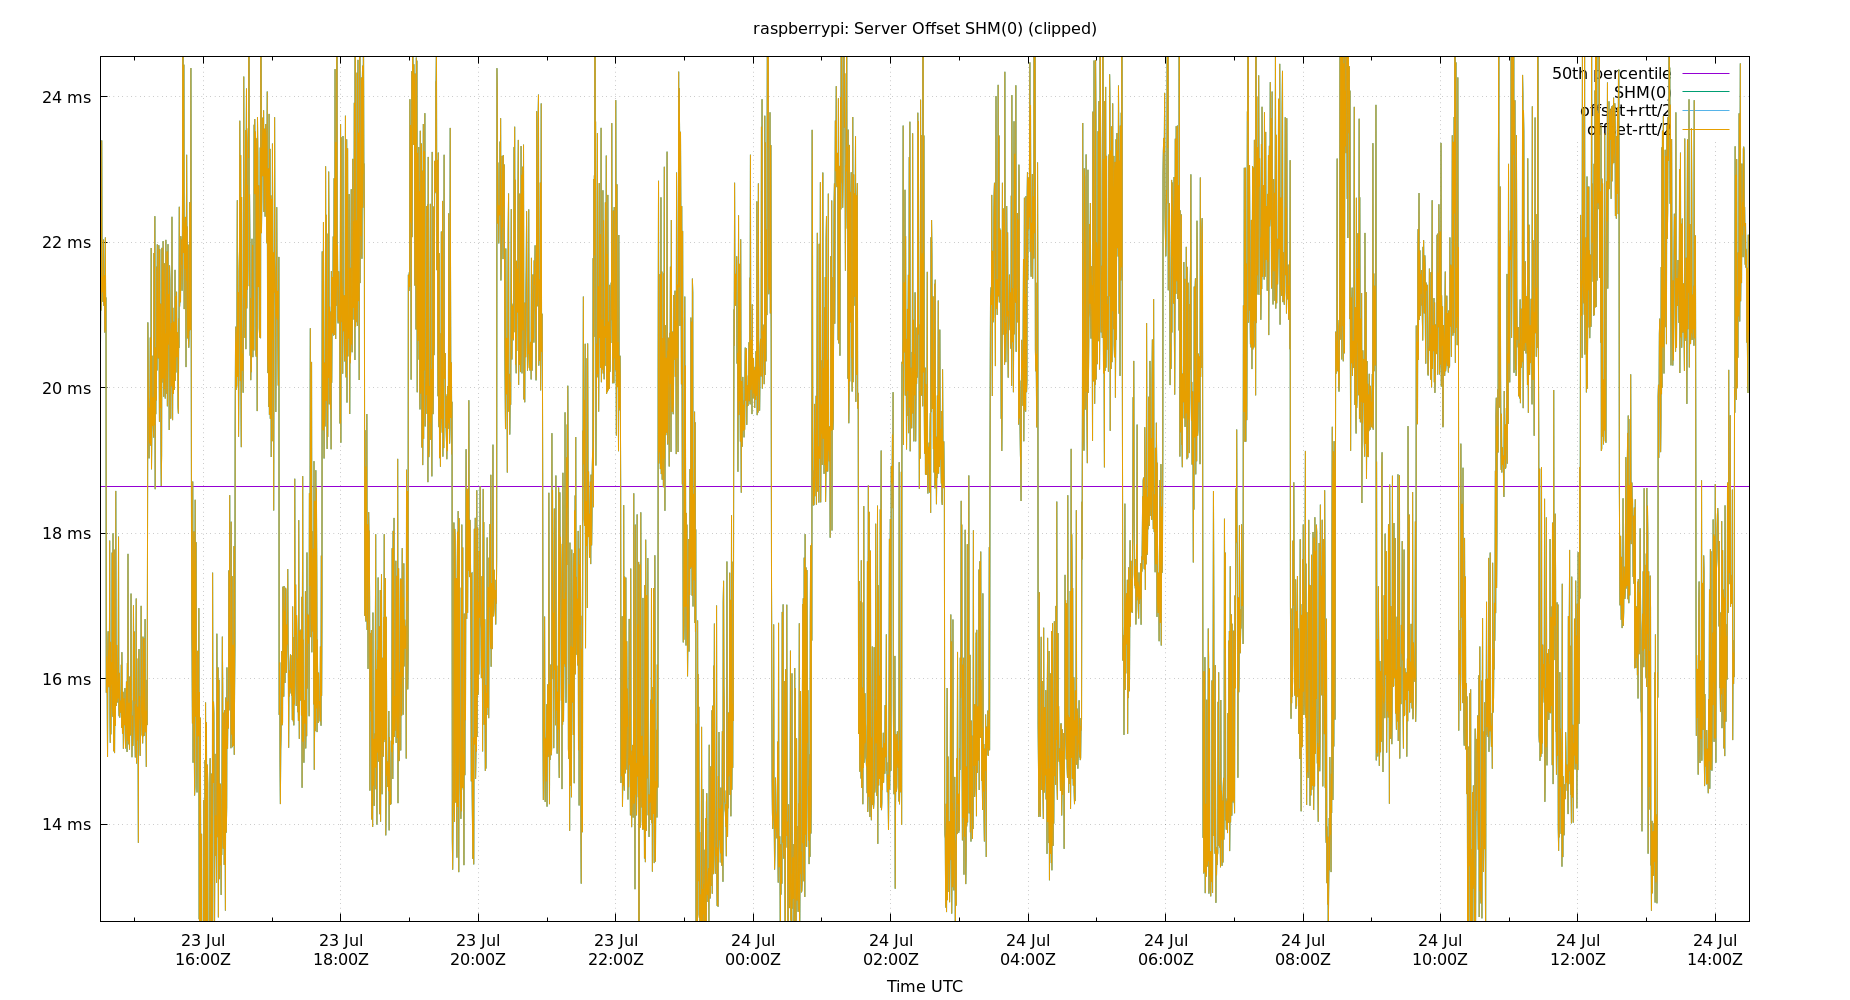 raspberrypi: Server Offset SHM(0) (clipped)
50th percentile
SHM(0)
offset+rtt/2
offset-rtt/2
24 ms
22 ms
20 ms
18 ms
16 ms
14 ms
23 Jul 23 Jul 23 Jul 23 Jul 24 Jul 24 Jul 24 Jul 24 Jul 24 Jul 24 Jul 24 Jul 24 Jul
16:00Z 18:00Z 20:00Z 22:00Z 00:00Z 02:00Z 04:00Z 06:00Z 08:00Z 10:00Z 12:00Z 14:00Z
Time UTC